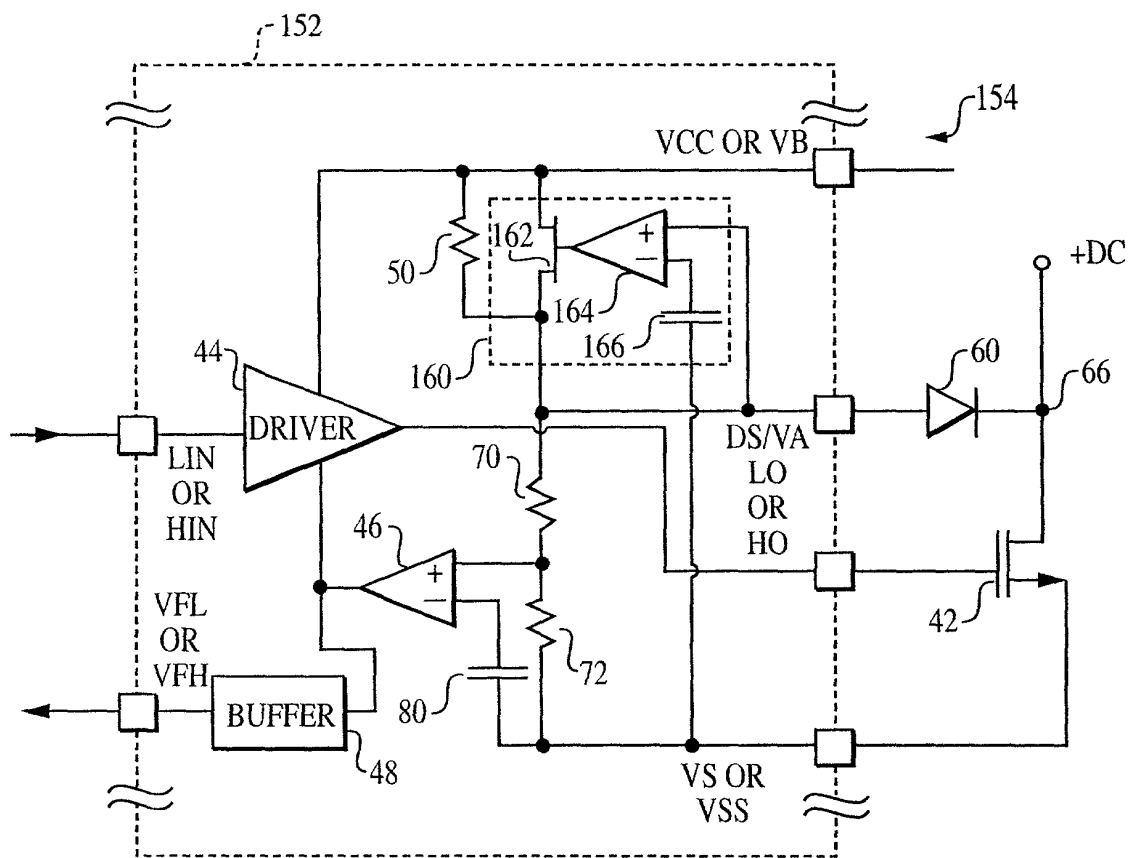 152
154
VCC OR VB
50
162
+
−
164
166
160
+DC
60
66
44
DRIVER
LIN
OR
HIN
DS/VA
LO
OR
HO
70
46
+
−
42
VFL
OR
VFH
72
80
BUFFER
48
VS OR
VSS